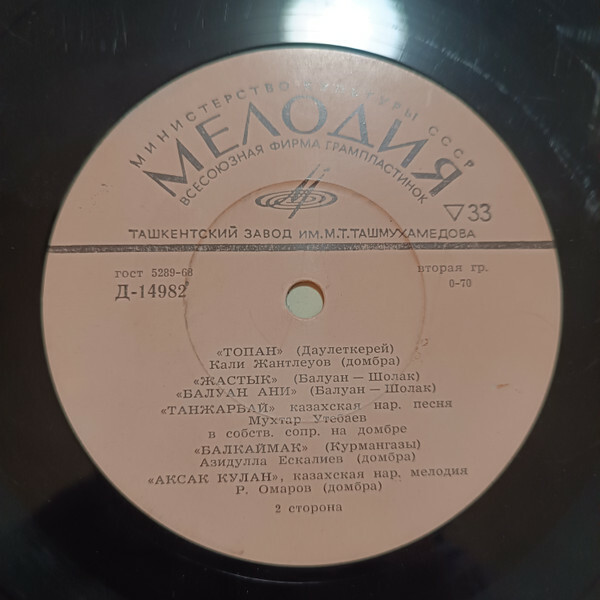 МИНИСТЕРСТВО КУЛЬТУРЫ СССР
МЕЛОДИЯ
ВСЕСОЮЗНАЯ ФИРМА ГРАМПЛАСТИНОК
▽33
ТАШКЕНТСКИЙ ЗАВОД ИМ.М.Т.ТАШМУХАМЕДОВА
гост 5289-68 вторая гр.
Д-14982 0-70
«ТОПАН» (Даулеткерей)
Кали Жантлеуов (домбра)
«ЖАСТЫК» (Балуан — Шолак)
«БАЛУАН АНИ» (Балуан — Шолак)
«ТАНЖАРБАЙ» казахская нар. песня
Мухтар Утебаев
в собств. сопр. на домбре
«БАЛКАЙМАК» (Курмангазы)
Азидулла Ескалиев (домбра)
«АКСАК КУЛАН», казахская нар. мелодия
Р. Омаров (домбра)
2 сторона